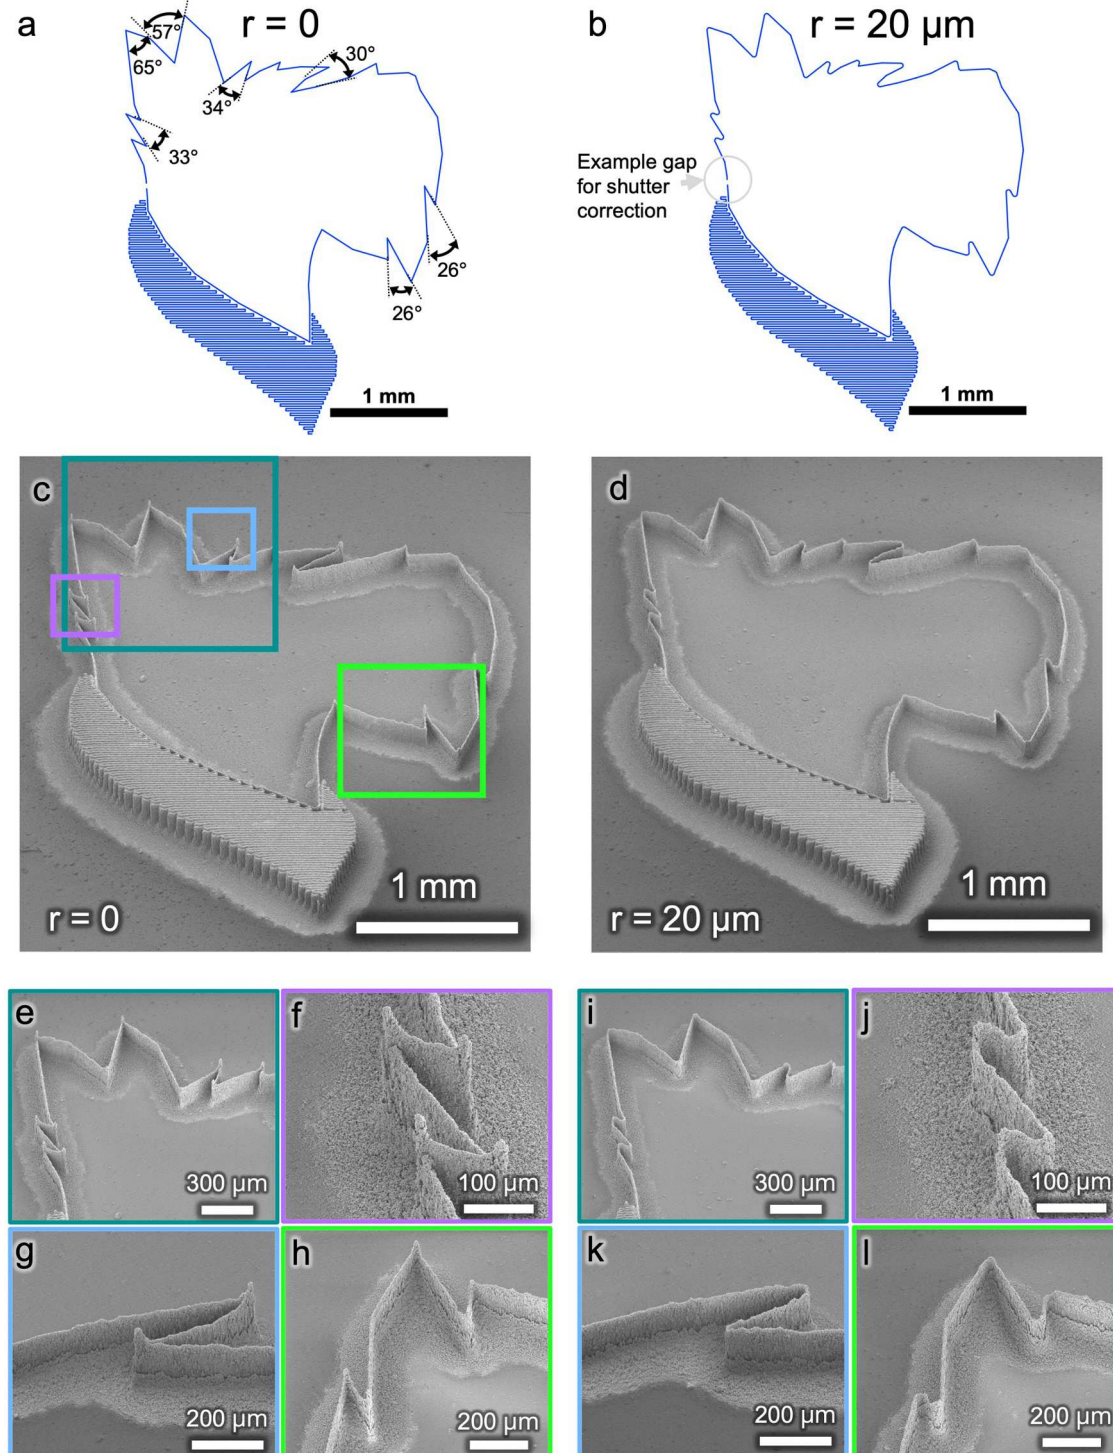 a
r = 0
57°
65°
30°
34°
33°
26°
26°
1 mm
b
r = 20 µm
Example gap
for shutter
correction
1 mm
c
1 mm
r = 0
d
1 mm
r = 20 µm
e
300 µm
f
100 µm
i
300 µm
j
100 µm
g
200 µm
h
200 µm
k
200 µm
l
200 µm